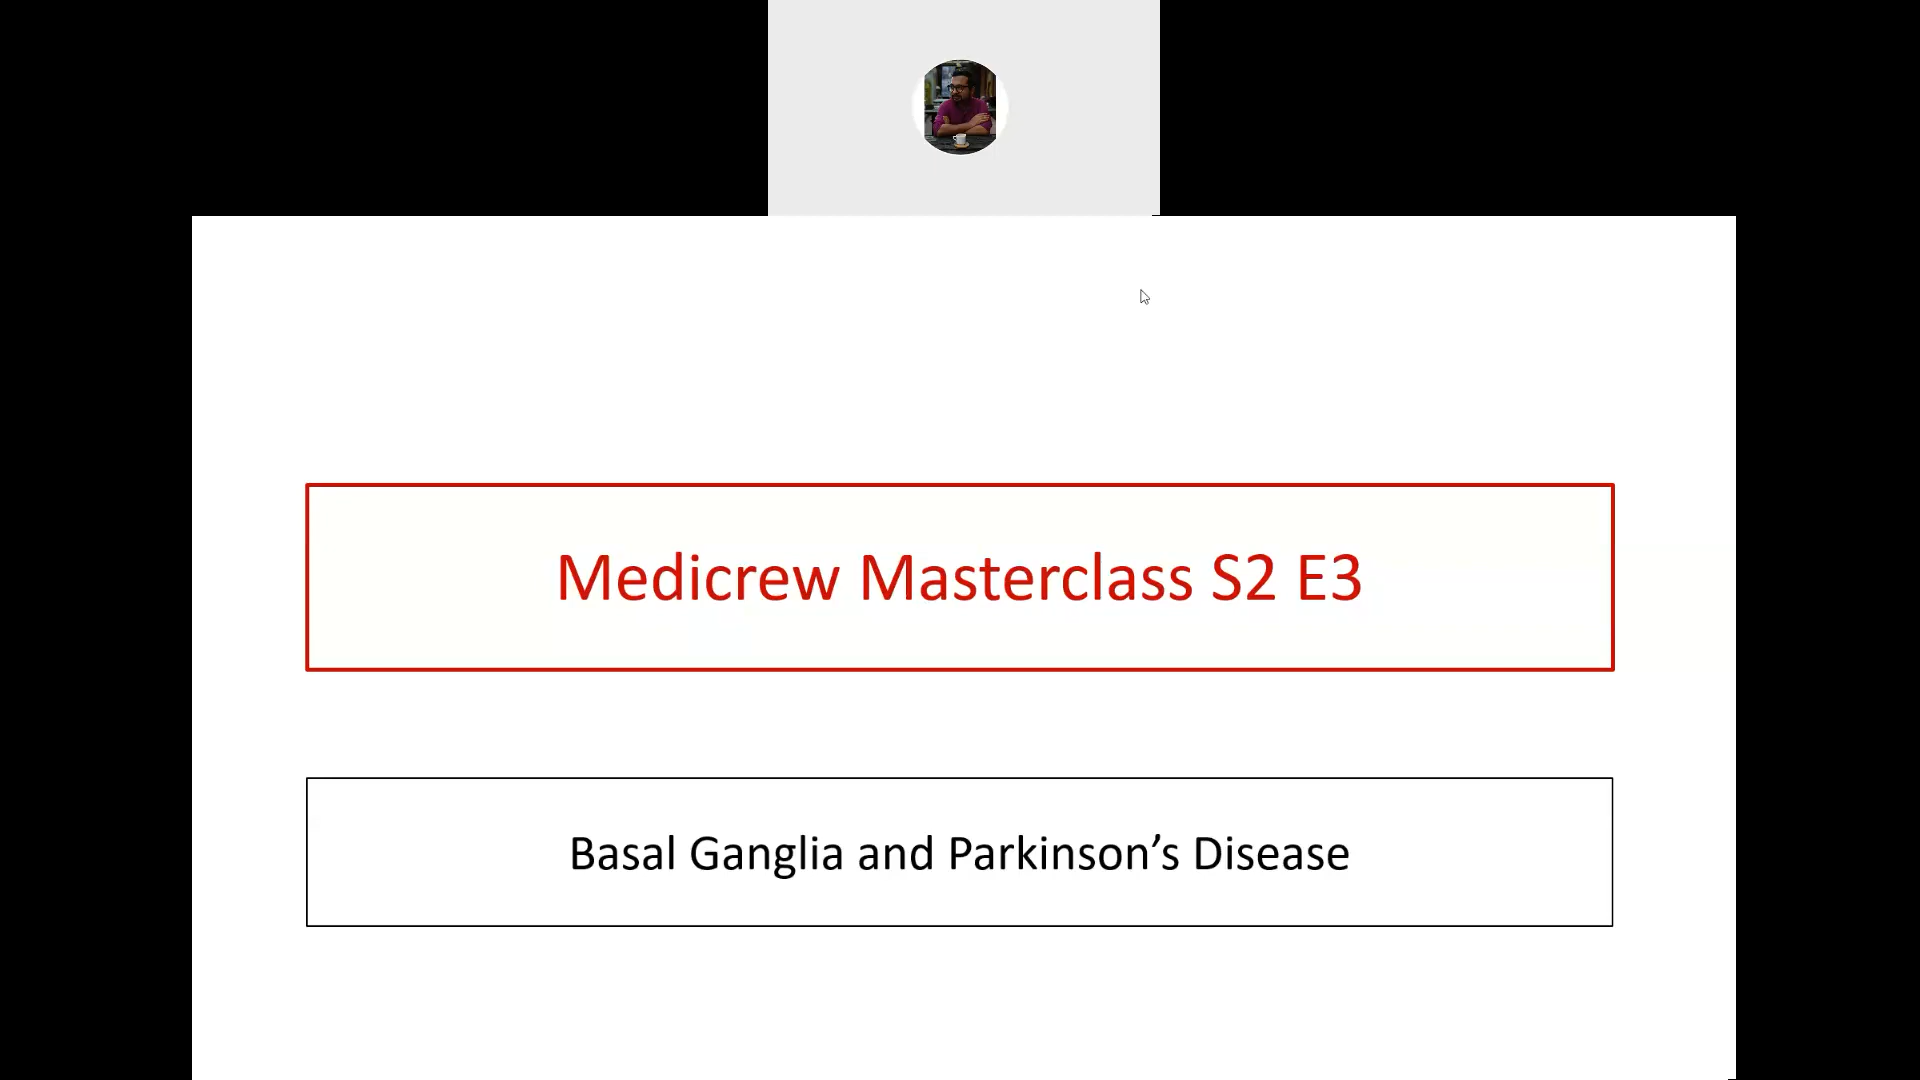 Medicrew Masterclass S2 E3
Basal Ganglia and Parkinson’s Disease